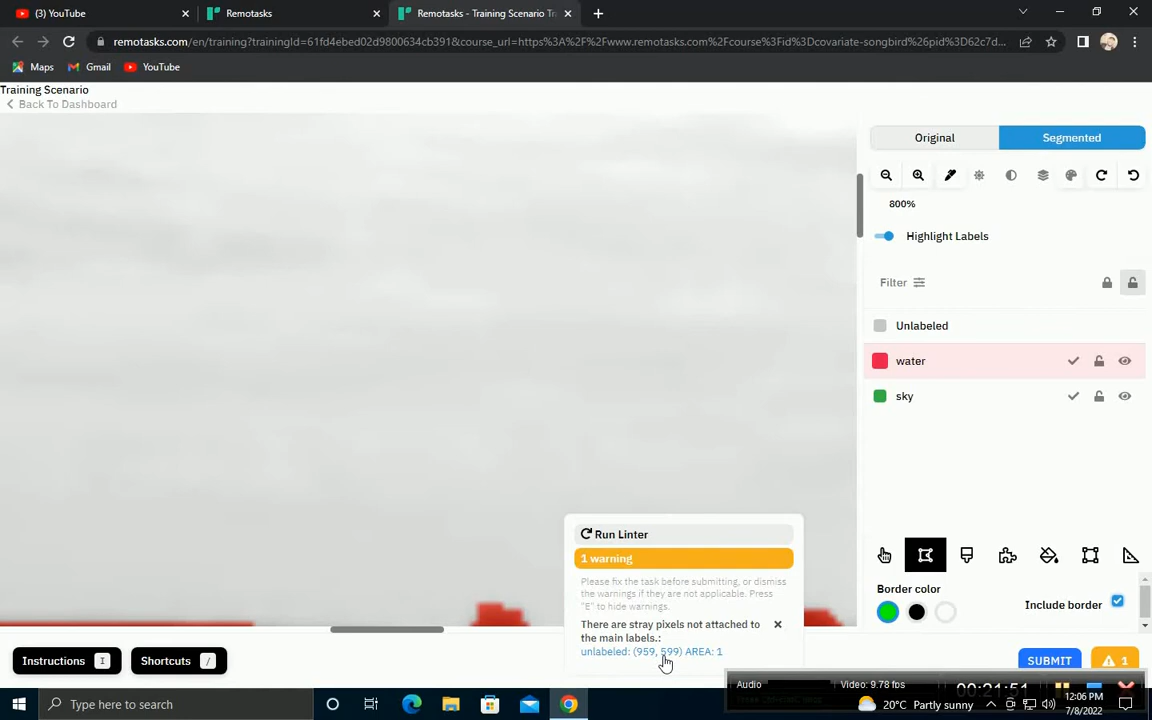 (3) YouTube
Remotasks
Remotasks - Training Scenario Tr
remotasks.com/en/training?trainingId=61fd4ebed02d9800634cb391&course_url=https%3A%2F%2Fwww.remotasks.com%2Fcourse%3Fid%3Dcovariate-songbird%26pid%3D62c7d...
Maps
Gmail
YouTube
Training Scenario
Back To Dashboard
Original
Segmented
800%
Highlight Labels
Filter
Unlabeled
water
sky
Run Linter
1 warning
Please fix the task before submitting, or dismiss
the warnings if they are not applicable. Press
"E" to hide warnings.
There are stray pixels not attached to
the main labels.:
unlabeled: (959, 599) AREA: 1
Border color
Include border
Instructions I
Shortcuts /
SUBMIT
1
Audio
Video: 9.78 fps
00:21:51
Type here to search
20°C Partly sunny
12:06 PM
7/8/2022